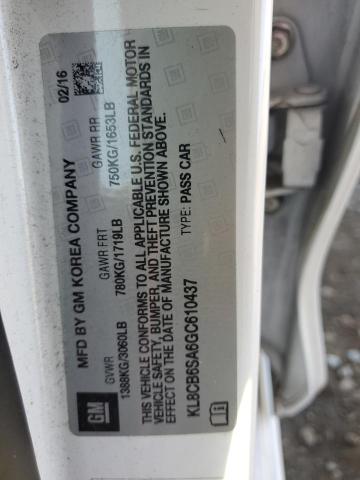 MFD BY GM KOREA COMPANY 02/16
GVWR GAWR FRT GAWR RR
1388KG/3060LB 780KG/1719LB 750KG/1653LB
THIS VEHICLE CONFORMS TO ALL APPLICABLE U.S. FEDERAL MOTOR
VEHICLE SAFETY, BUMPER, AND THEFT PREVENTION STANDARDS IN
EFFECT ON THE DATE OF MANUFACTURE SHOWN ABOVE.
TYPE: PASS CAR
KL8CB6SA6GC610437
GM